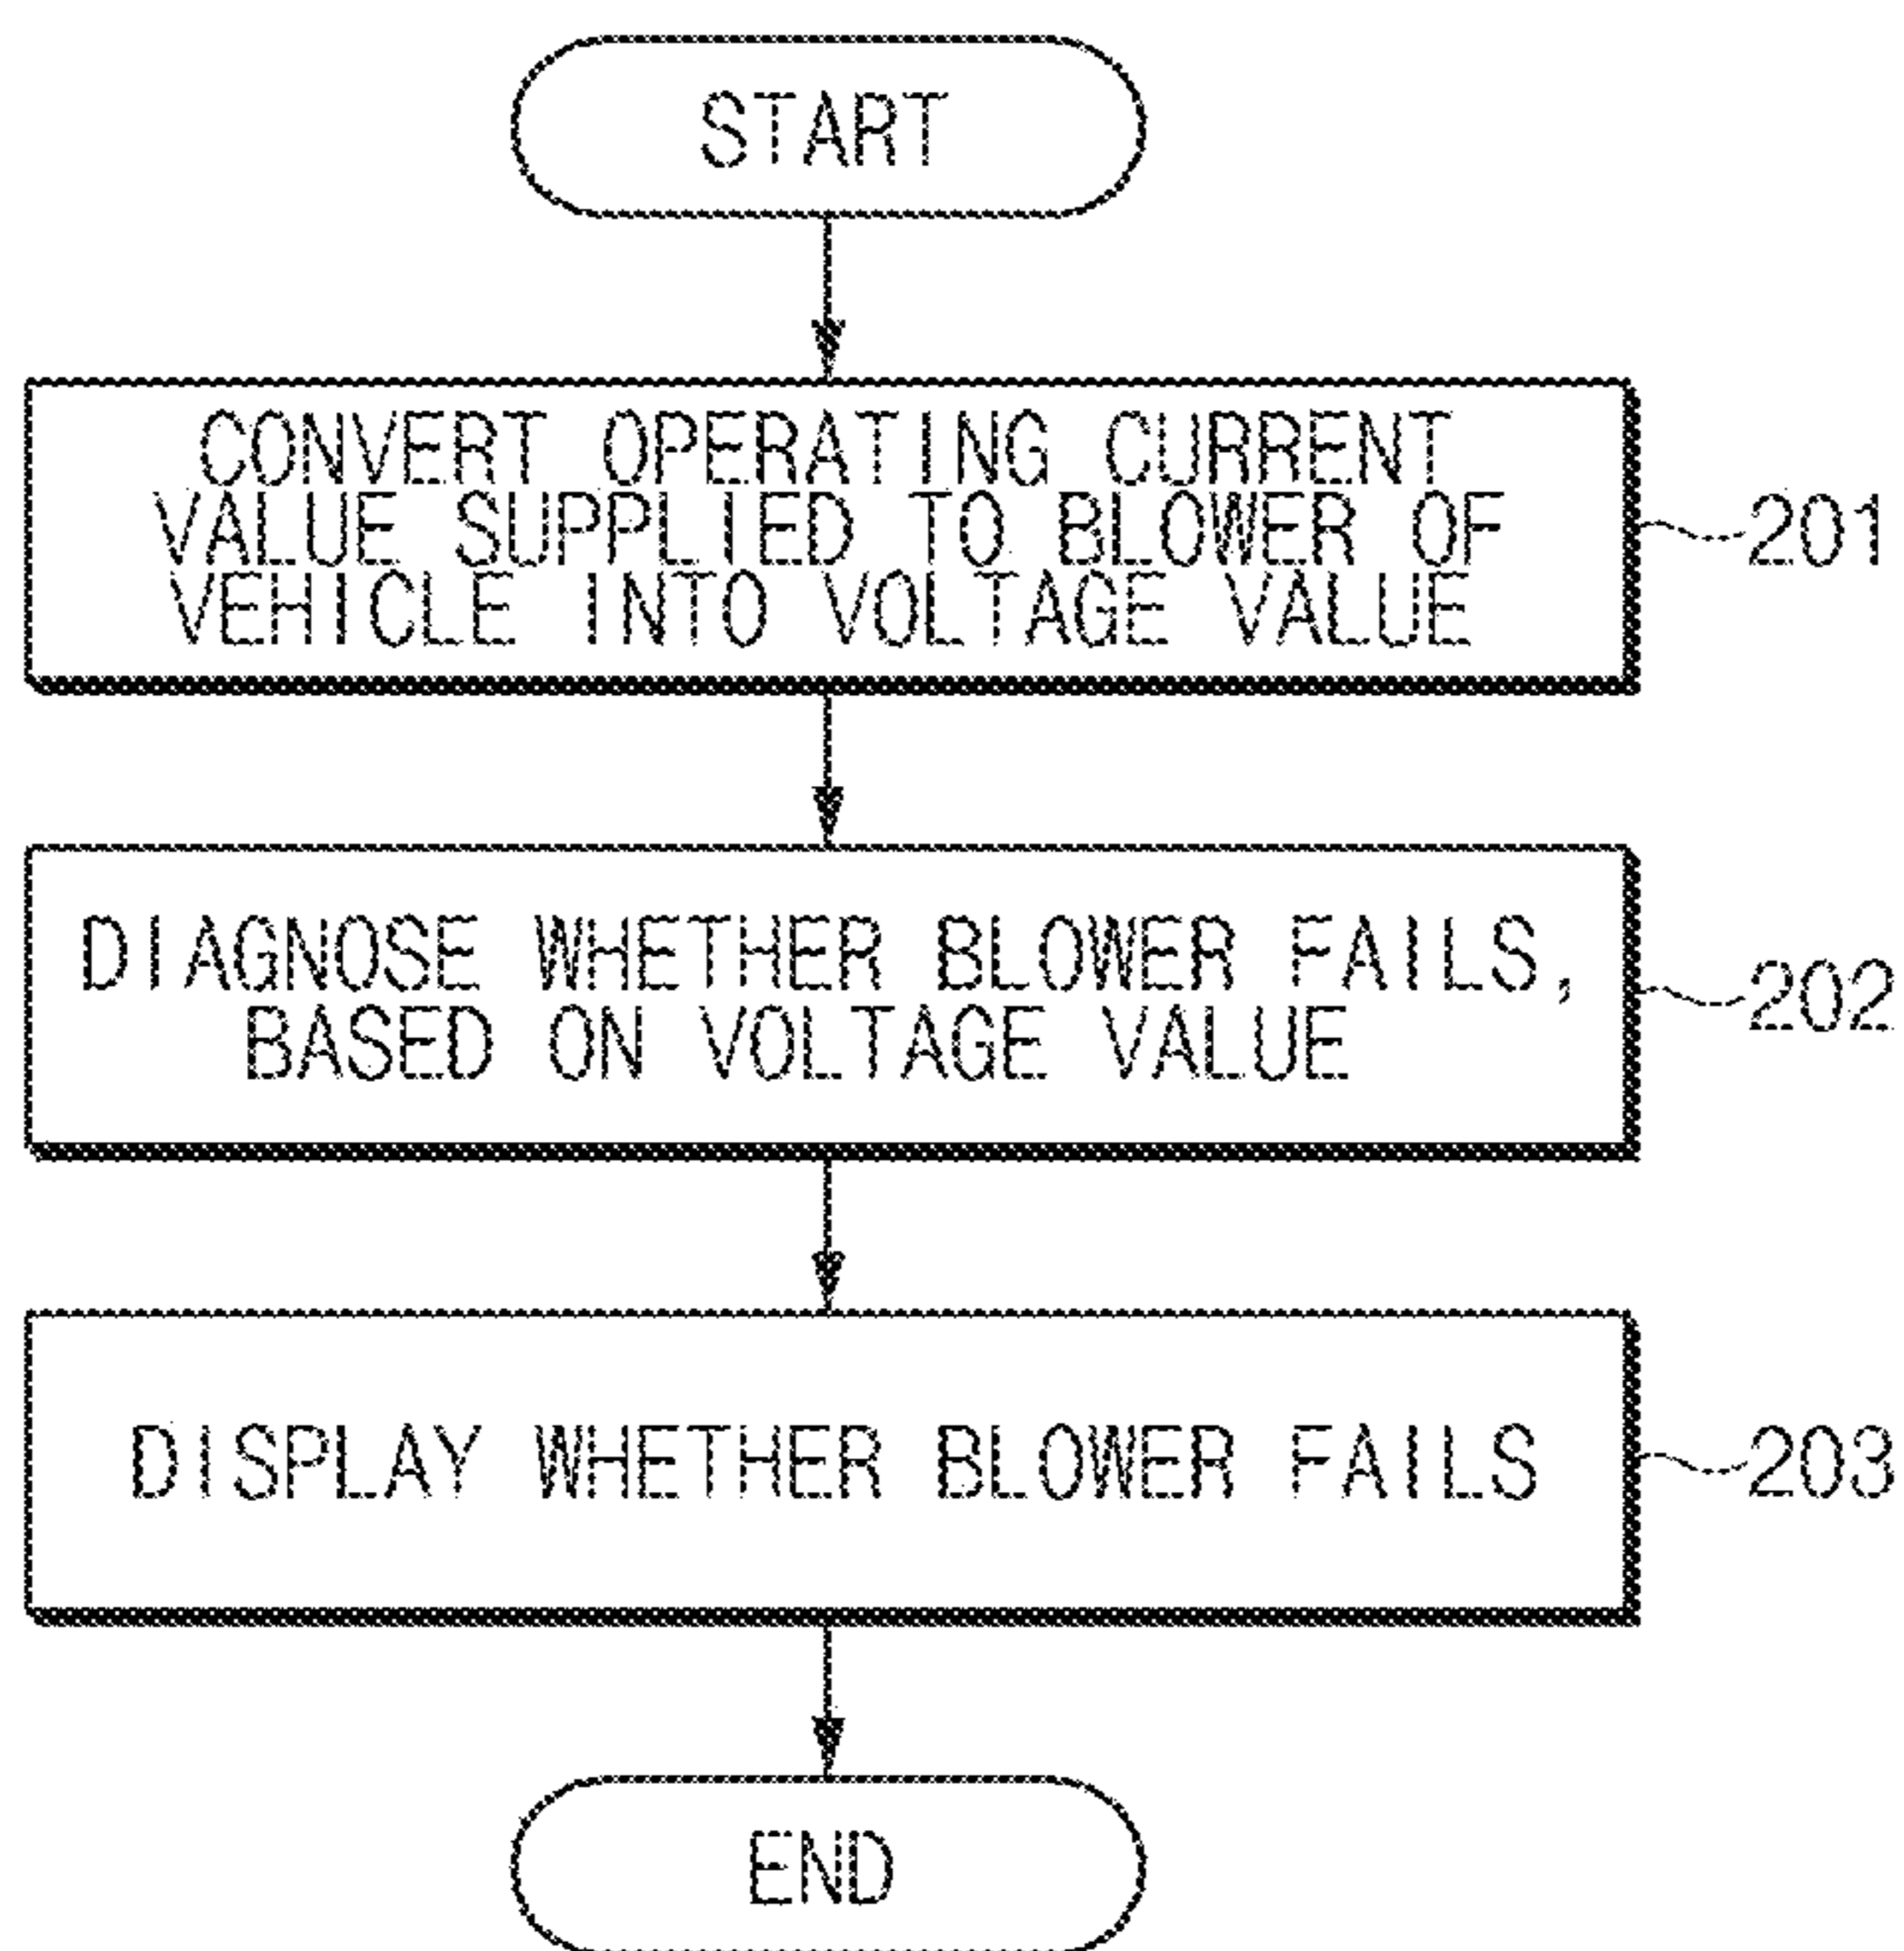 START
CONVERT OPERATING CURRENT
VALUE SUPPLIED TO BLOWER OF
VEHICLE INTO VOLTAGE VALUE
201
DIAGNOSE WHETHER BLOWER FAILS,
BASED ON VOLTAGE VALUE
202
DISPLAY WHETHER BLOWER FAILS
203
END